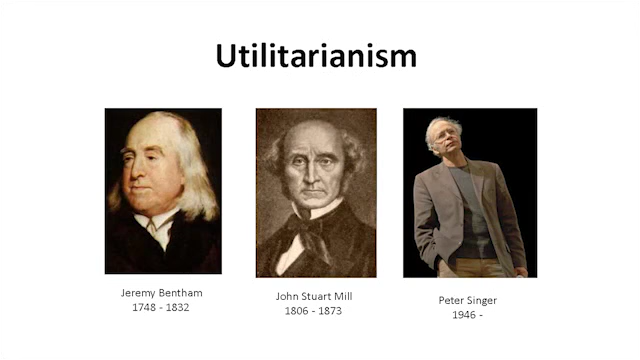 Utilitarianism
Jeremy Bentham
1748 - 1832
John Stuart Mill
1806 - 1873
Peter Singer
1946 -